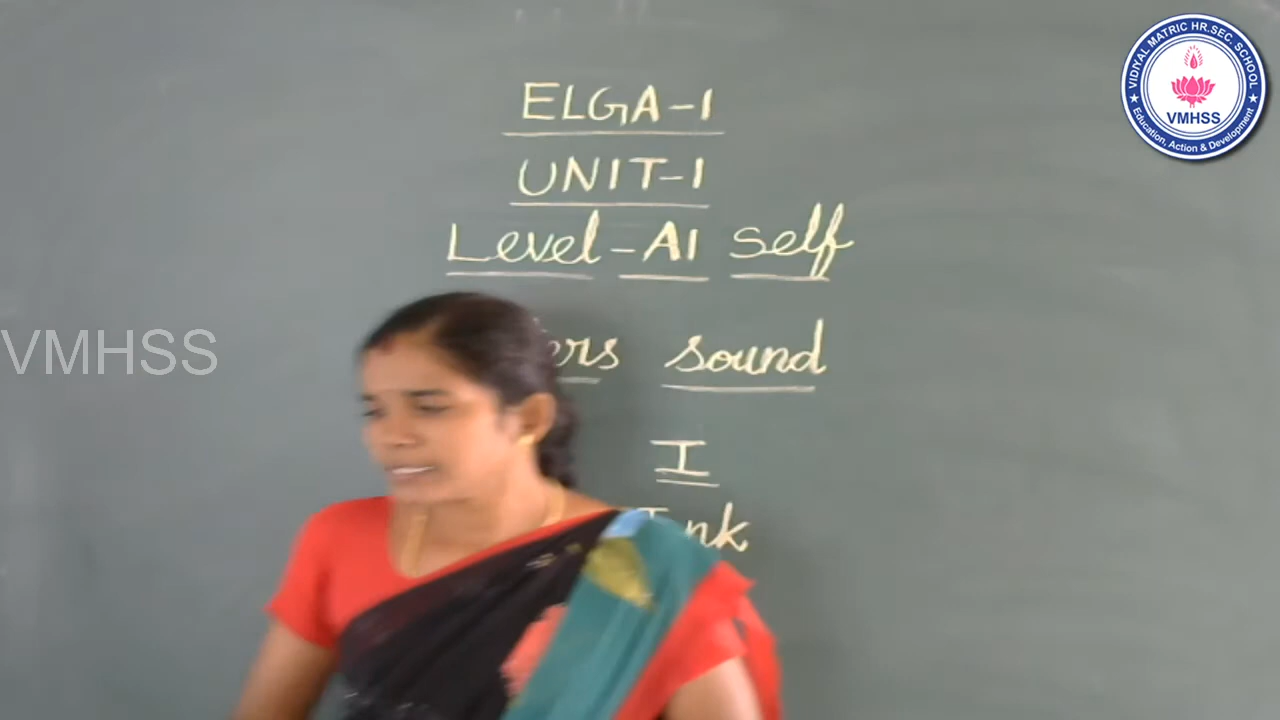 ELGA-1
UNIT-1
Level-A1 self
sound
I
VMHSS
VIDIYAL MATRIC HR.SEC. SCHOOL
VMHSS
Education, Action & Development